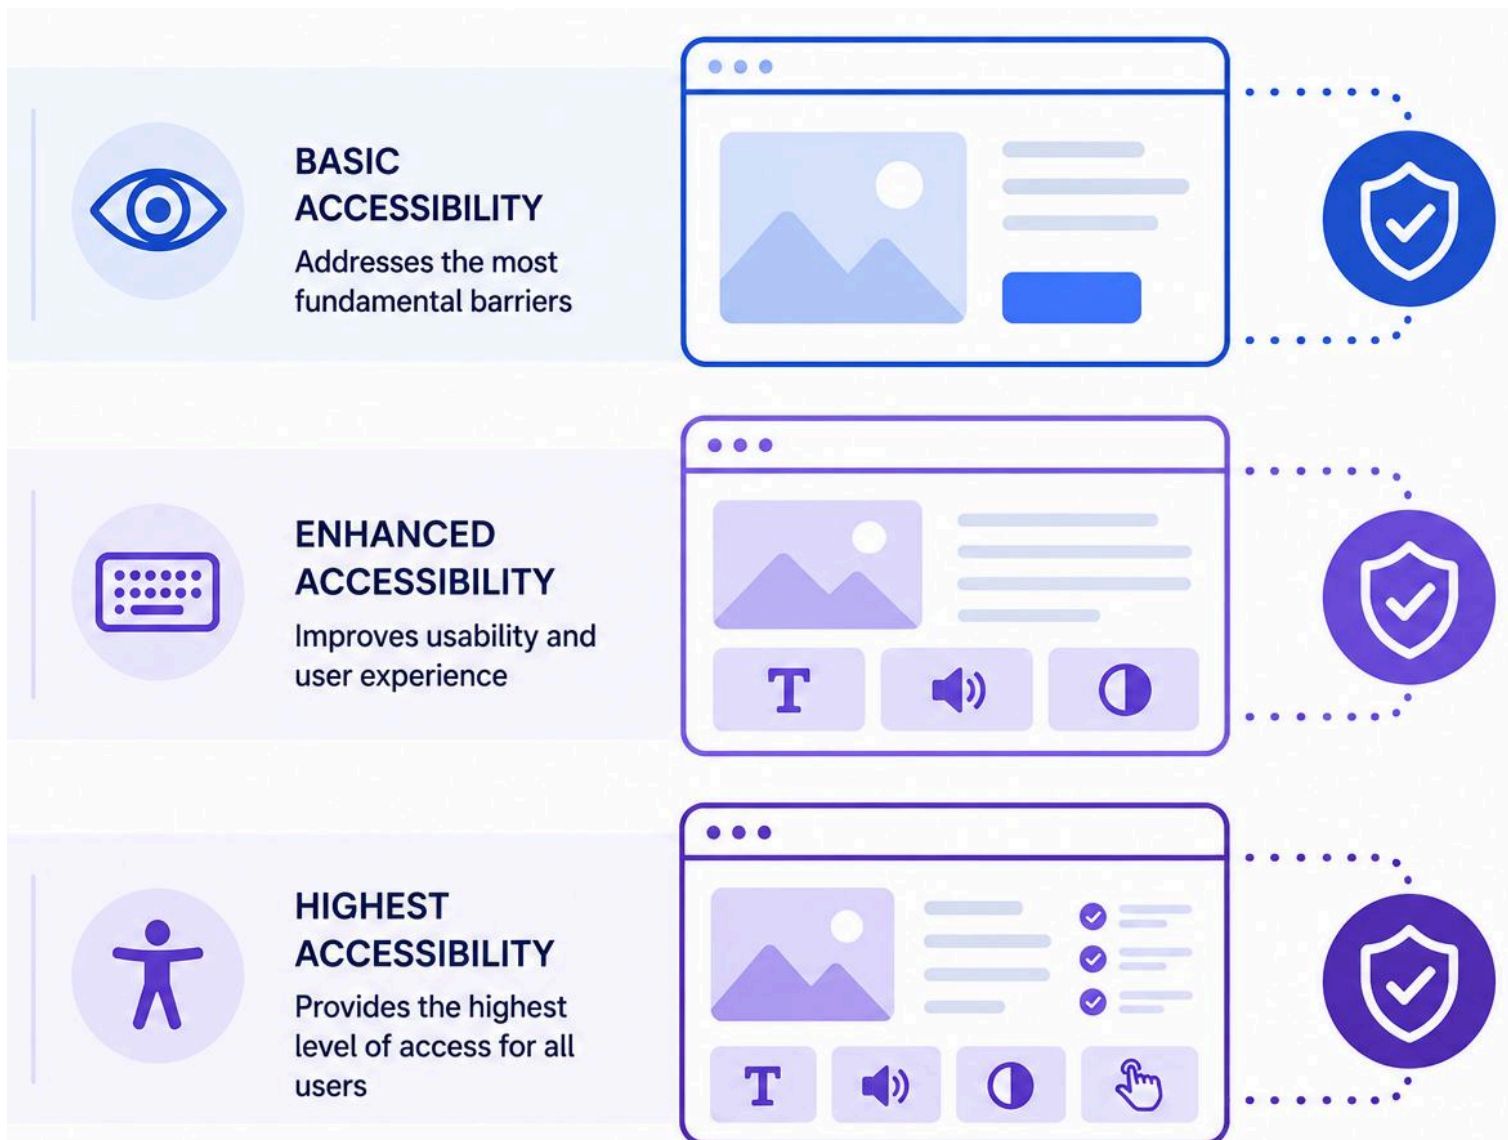 BASIC
ACCESSIBILITY
Addresses the most
fundamental barriers
ENHANCED
ACCESSIBILITY
Improves usability and
user experience
T
HIGHEST
ACCESSIBILITY
Provides the highest
level of access for all
users
T